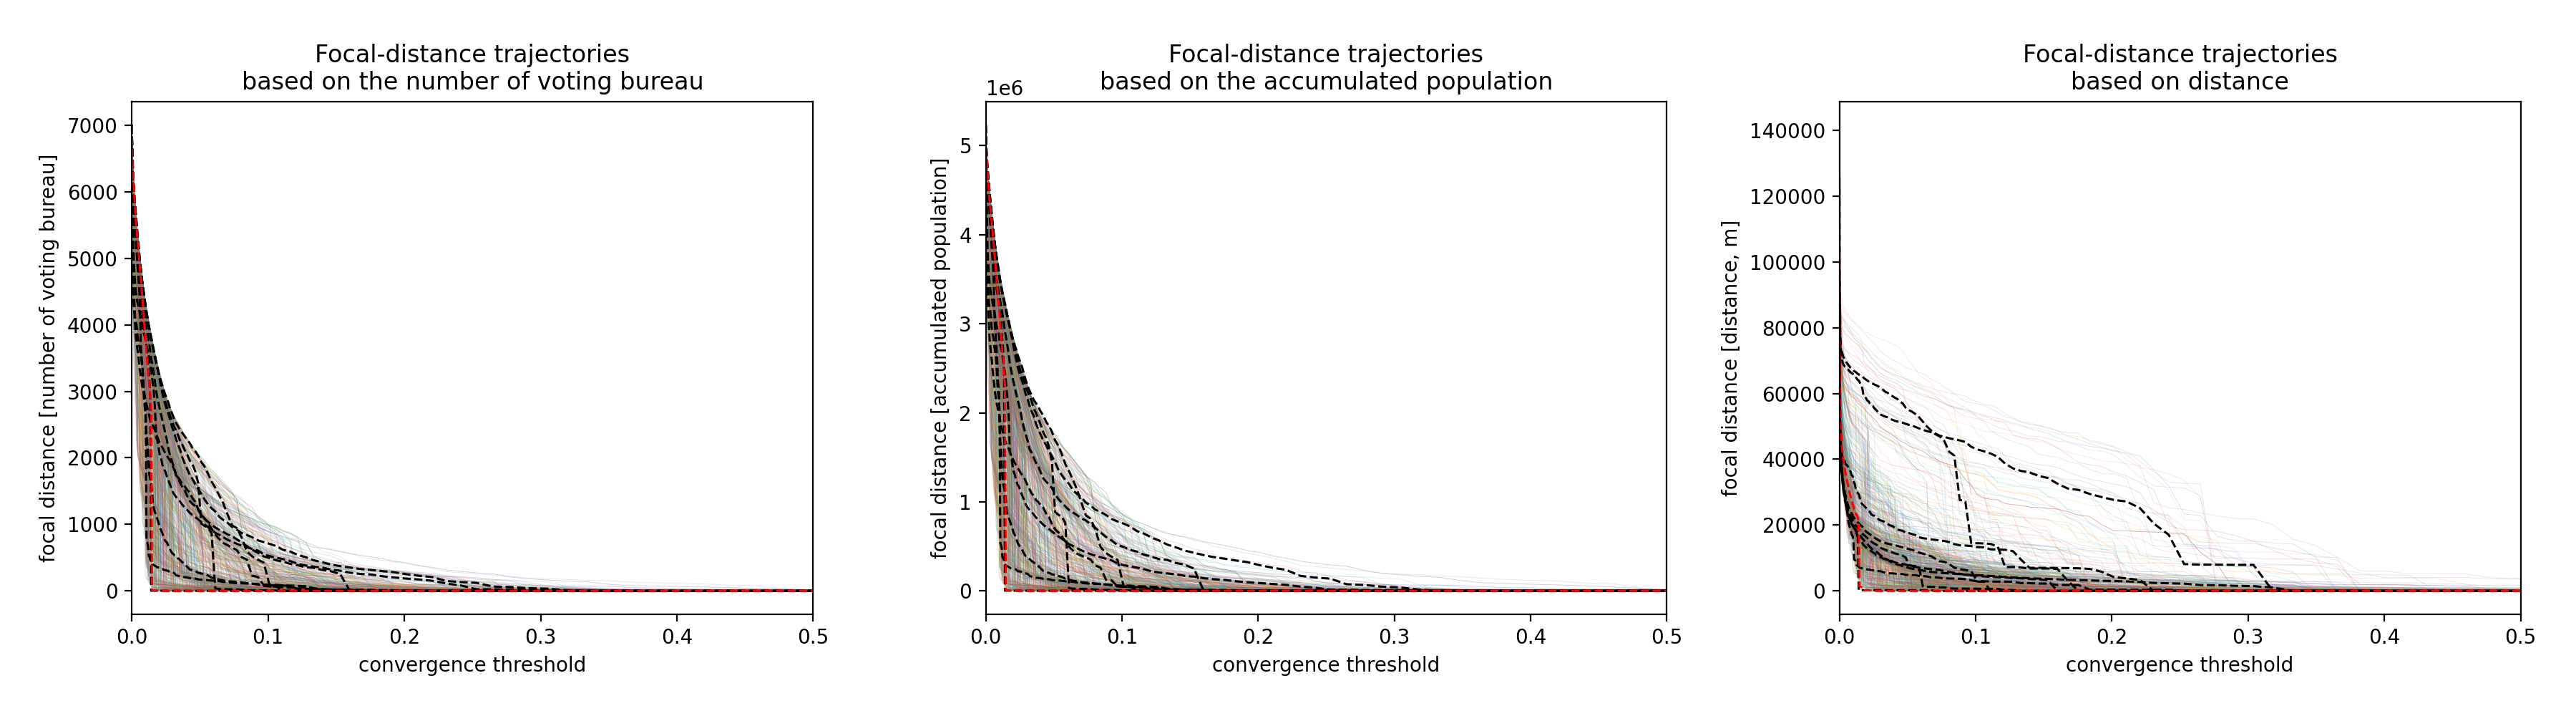 Focal-distance trajectories
based on the number of voting bureau
focal distance [number of voting bureau]
7000
6000
5000
4000
3000
2000
1000
0
0.0 0.1 0.2 0.3 0.4 0.5
convergence threshold
Focal-distance trajectories
based on the accumulated population
1e6
focal distance [accumulated population]
5
4
3
2
1
0
0.0 0.1 0.2 0.3 0.4 0.5
convergence threshold
Focal-distance trajectories
based on distance
focal distance [distance, m]
140000
120000
100000
80000
60000
40000
20000
0
0.0 0.1 0.2 0.3 0.4 0.5
convergence threshold